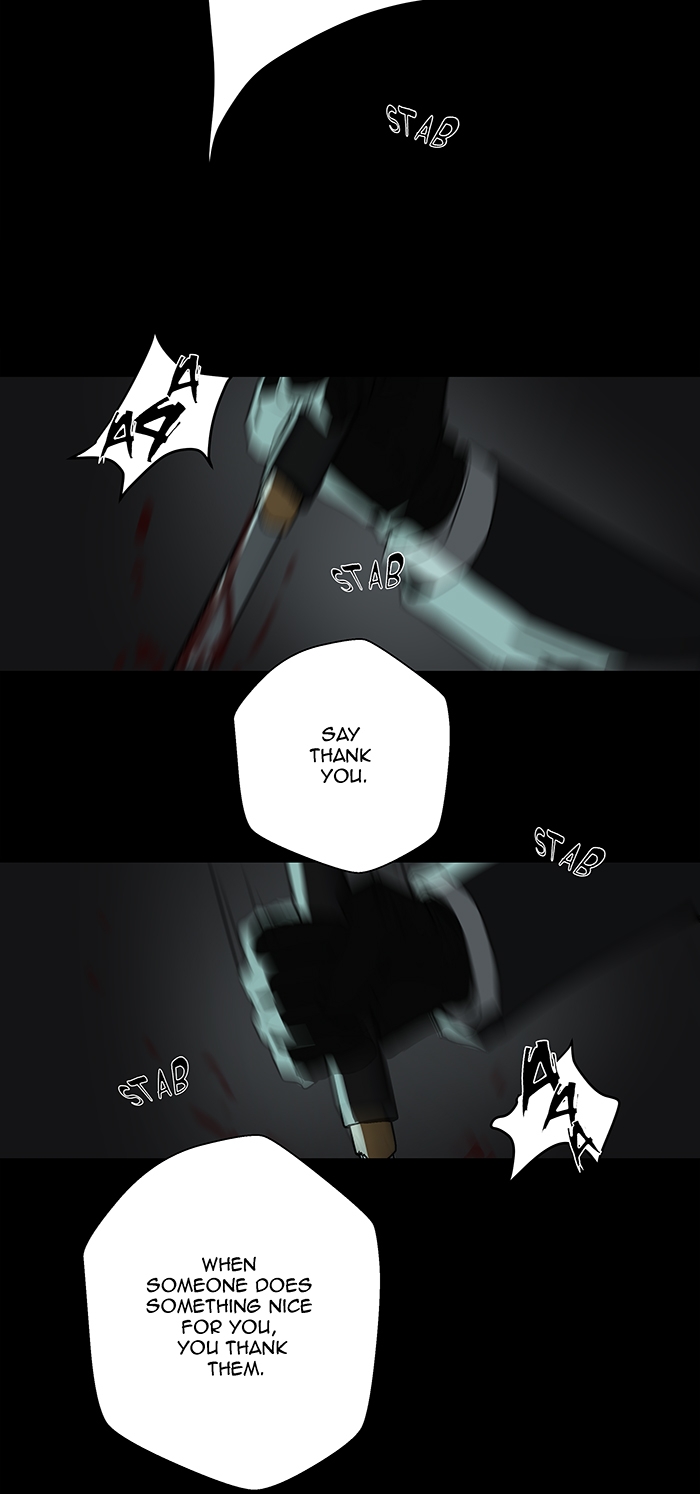 STAB
AAA
STAB
SAY
THANK
YOU.
STAB
AAA
STAB
WHEN
SOMEONE DOES
SOMETHING NICE
FOR YOU,
YOU THANK
THEM.